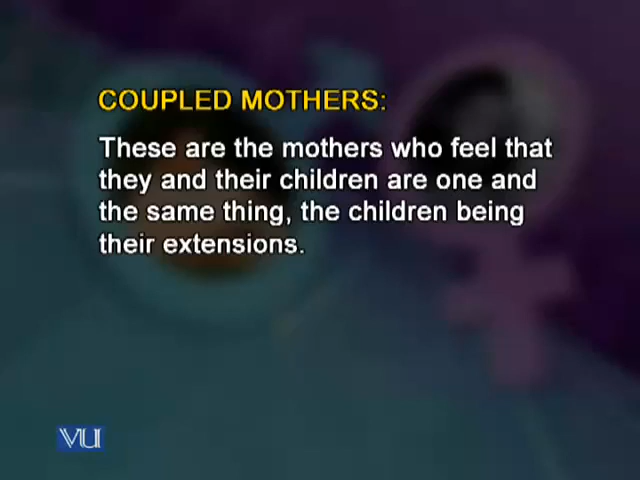 COUPLED MOTHERS:
These are the mothers who feel that
they and their children are one and
the same thing, the children being
their extensions.
VU